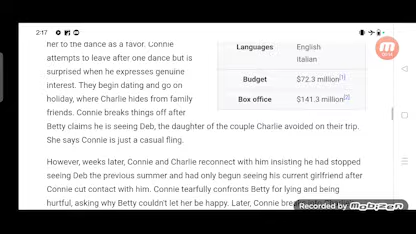 2:17
her to the dance as a favor. Connie
attempts to leave after one dance but is
surprised when he expresses genuine
interest. They begin dating and go on
holiday, where Charlie hides from family
friends. Connie breaks things off after
Betty claims he is seeing Deb, the daughter of the couple Charlie avoided on their trip.
She says Connie is just a casual fling.
Languages English
italian
Budget $72.3 million[1]
Box office $141.3 million[2]
However, weeks later, Connie and Charlie reconnect with him insisting he had stopped
seeing Deb the previous summer and had only begun seeing his current girlfriend after
Connie cut contact with him. Connie tearfully confronts Betty for lying and being
hurtful, asking why Betty couldn't let her be happy. Later, Connie
Recorded by
mobizen